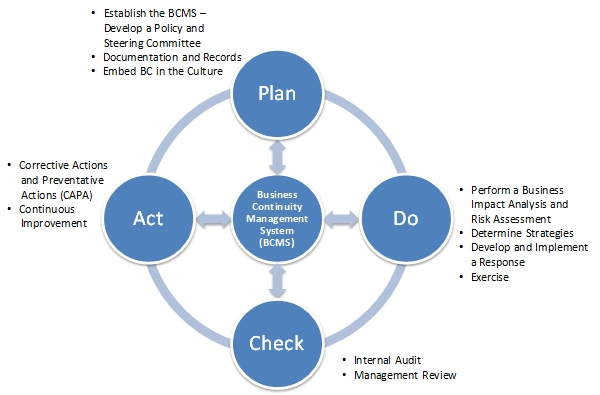 • Establish the BCMS –
Develop a Policy and
Steering Committee
• Documentation and Records
• Embed BC in the Culture
Plan
• Corrective Actions
and Preventative
Actions (CAPA)
• Continuous
Improvement
Act
Business
Continuity
Management
System
(BCMS)
Do
• Perform a Business
Impact Analysis and
Risk Assessment
• Determine Strategies
• Develop and Implement
a Response
• Exercise
Check
• Internal Audit
• Management Review